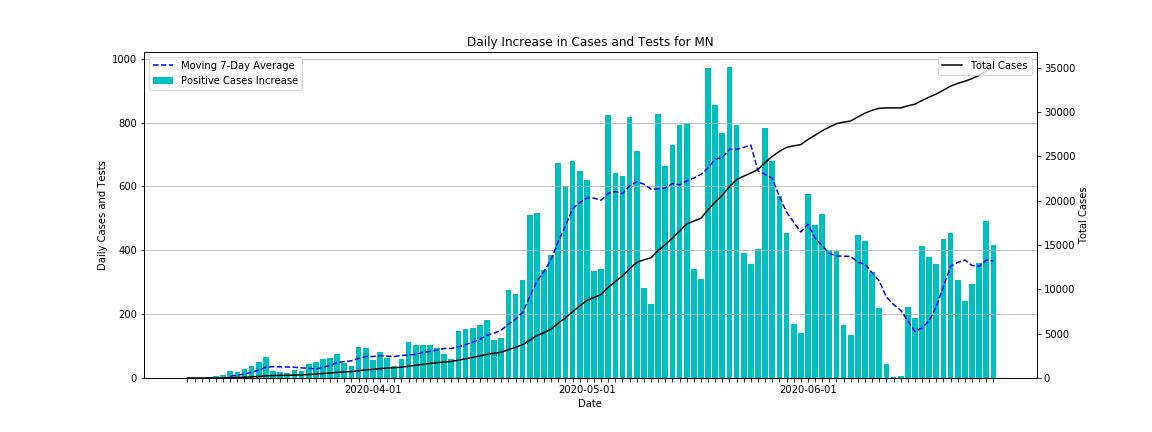 Daily Increase in Cases and Tests for MN
Moving 7-Day Average
Positive Cases Increase
Total Cases
1000
800
600
400
200
0
Daily Cases and Tests
35000
30000
25000
20000
15000
10000
5000
0
Total Cases
2020-04-01
2020-05-01
2020-06-01
Date